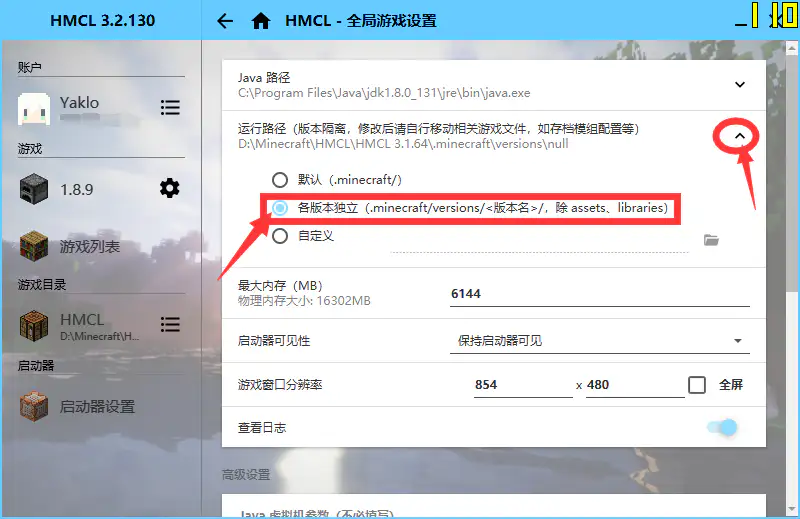 HMCL 3.2.130
HMCL - 全局游戏设置
110
账户
Yaklo
游戏
1.8.9
游戏列表
游戏目录
HMCL
D:\Minecraft\H...
启动器
启动器设置
Java 路径
C:\Program Files\Java\jdk1.8.0_131\jre\bin\java.exe
运行路径（版本隔离，修改后请自行移动相关游戏文件，如存档模组配置等）
D:\Minecraft\HMCL\HMCL 3.1.64\.minecraft\versions\null
默认（.minecraft/）
各版本独立（.minecraft/versions/<版本名>/，除 assets、libraries）
自定义
最大内存（MB）
物理内存大小: 16302MB
6144
启动器可见性
保持启动器可见
游戏窗口分辨率
854 x 480
全屏
查看日志
高级设置
Java 虚拟机参数（不必填写）